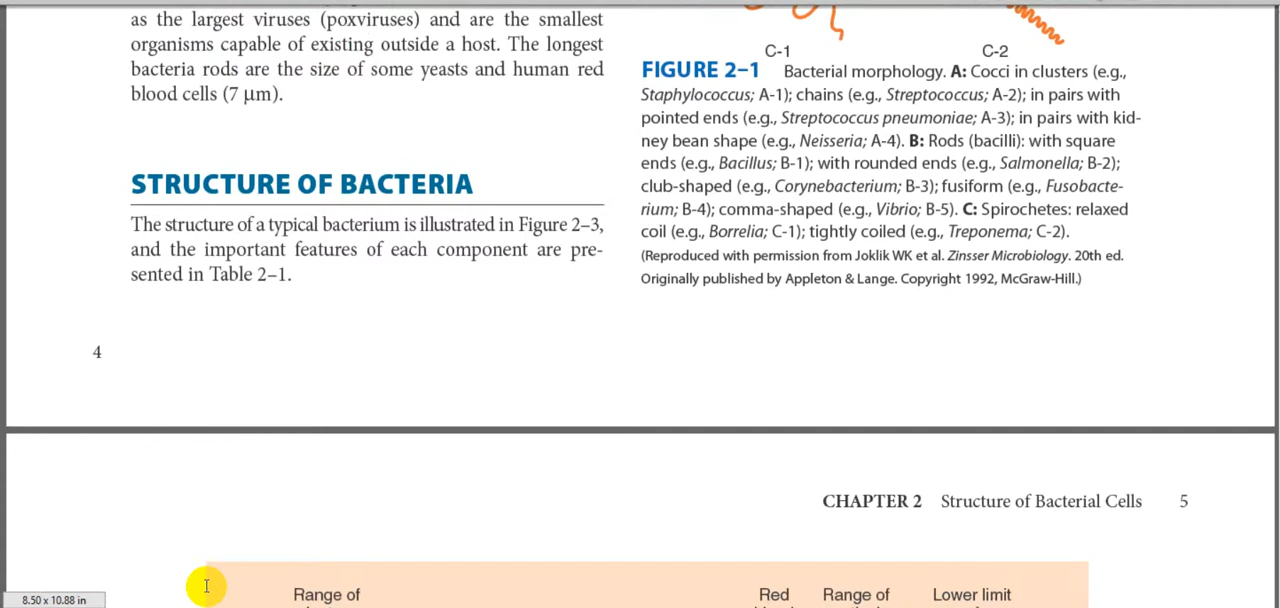 as the largest viruses (poxviruses) and are the smallest
organisms capable of existing outside a host. The longest
bacteria rods are the size of some yeasts and human red
blood cells (7 μm).
STRUCTURE OF BACTERIA
The structure of a typical bacterium is illustrated in Figure 2–3,
and the important features of each component are pre-
sented in Table 2–1.
4
C-1
C-2
FIGURE 2–1 Bacterial morphology. A: Cocci in clusters (e.g.,
Staphylococcus; A-1); chains (e.g., Streptococcus; A-2); in pairs with
pointed ends (e.g., Streptococcus pneumoniae; A-3); in pairs with kid-
ney bean shape (e.g., Neisseria; A-4). B: Rods (bacilli): with square
ends (e.g., Bacillus; B-1); with rounded ends (e.g., Salmonella; B-2);
club-shaped (e.g., Corynebacterium; B-3); fusiform (e.g., Fusobacte-
rium; B-4); comma-shaped (e.g., Vibrio; B-5). C: Spirochetes: relaxed
coil (e.g., Borrelia; C-1); tightly coiled (e.g., Treponema; C-2).
(Reproduced with permission from Joklik WK et al. Zinsser Microbiology. 20th ed.
Originally published by Appleton & Lange. Copyright 1992, McGraw-Hill.)
CHAPTER 2 Structure of Bacterial Cells 5
Range of
Red
Range of
Lower limit
8.50 x 10.88 in